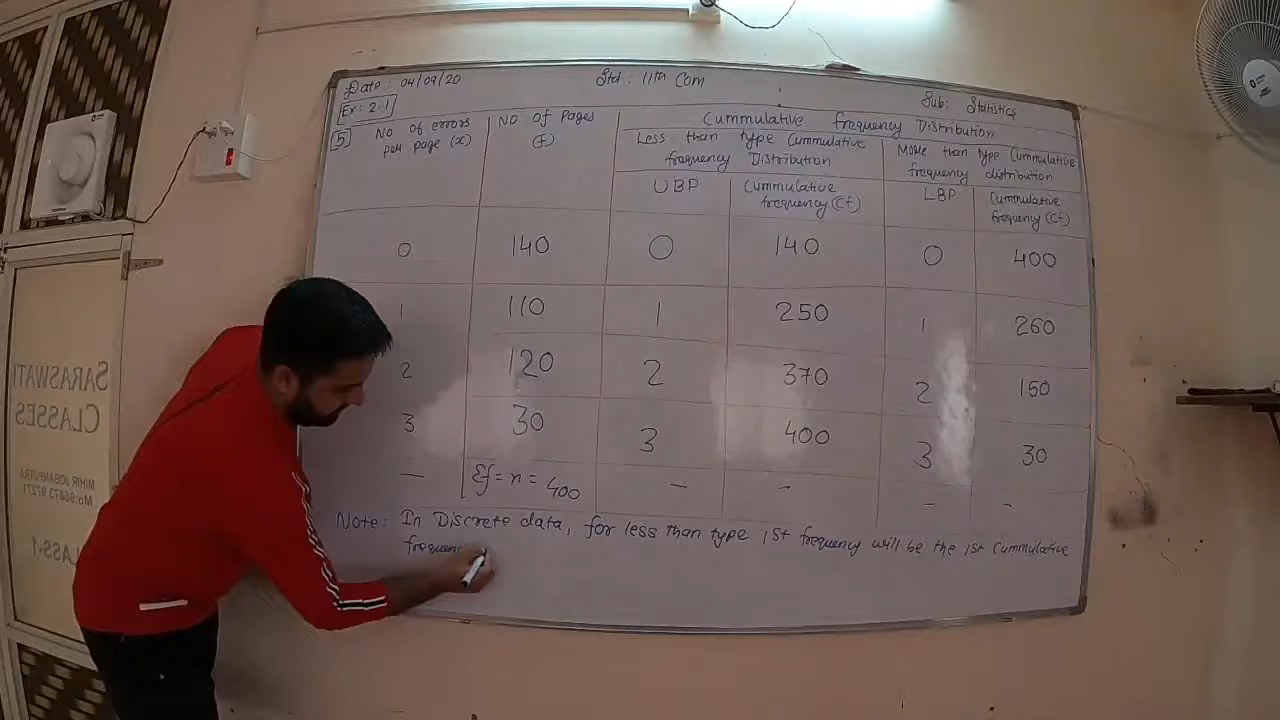 Date: 04/09/20
Std: 11th Com
Sub: Statistics
Ex: 2.1
[5] No of errors per page (x)
No of Pages (f)
Cummulative frequency Distribution
Less than type Cummulative frequency Distribution
More than type Cummulative frequency distribution
UBP
Cummulative frequency (Cf)
LBP
Cummulative frequency (Cf)
0 140 0 140 0 400
1 110 1 250 1 260
2 120 2 370 2 150
3 30 3 400 3 30
- Σf = n = 400 - - - -
Note: In Discrete data, for less than type 1st frequency will be the 1st Cummulative
frequen
SARASWATI
CLASSES
MIHIR JOBANPUTRA